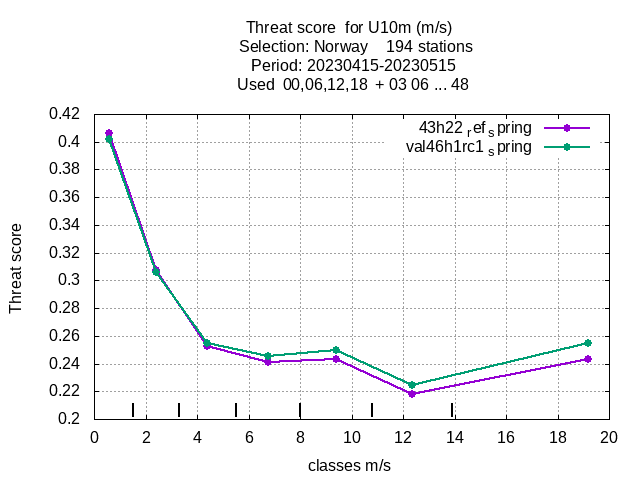 Threat score for U10m (m/s)
Selection: Norway 194 stations
Period: 20230415-20230515
Used 00,06,12,18 + 03 06 ... 48
43h22 ref spring
val46h1rc1 spring
0.42
0.4
0.38
0.36
0.34
0.32
0.3
0.28
0.26
0.24
0.22
0.2
Threat score
0 2 4 6 8 10 12 14 16 18 20
classes m/s